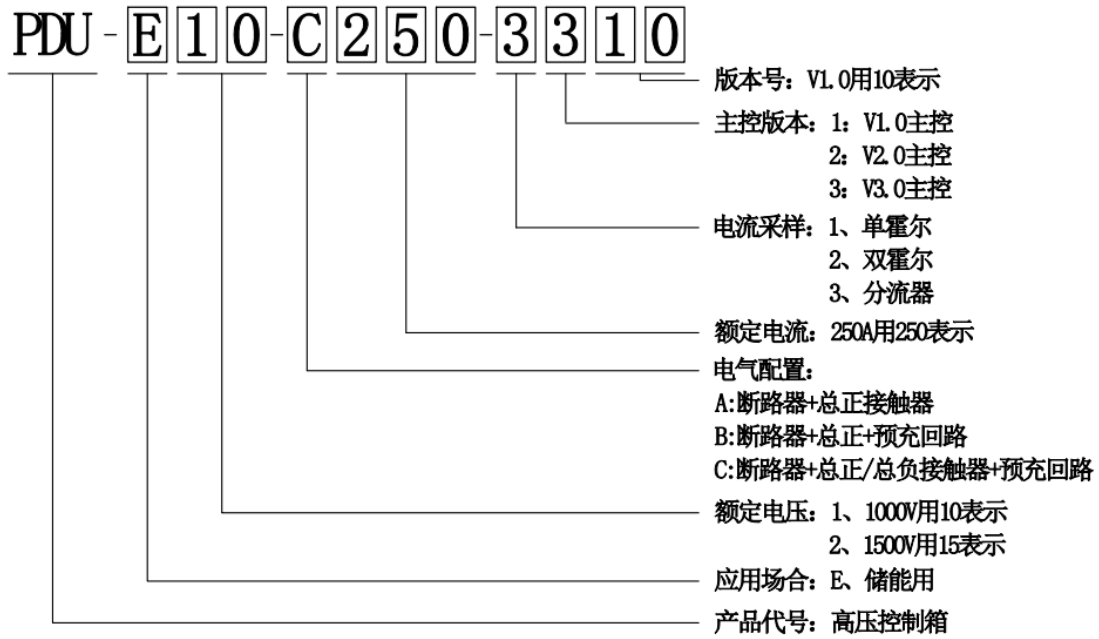 PDU-E10-C250-3310
版本号：V1.0用10表示
主控版本：1：V1.0主控
2：V2.0主控
3：V3.0主控
电流采样：1、单霍尔
2、双霍尔
3、分流器
额定电流：250A用250表示
电气配置：
A:断路器+总正接触器
B:断路器+总正+预充回路
C:断路器+总正/总负接触器+预充回路
额定电压：1、1000V用10表示
2、1500V用15表示
应用场合：E、储能用
产品代号：高压控制箱